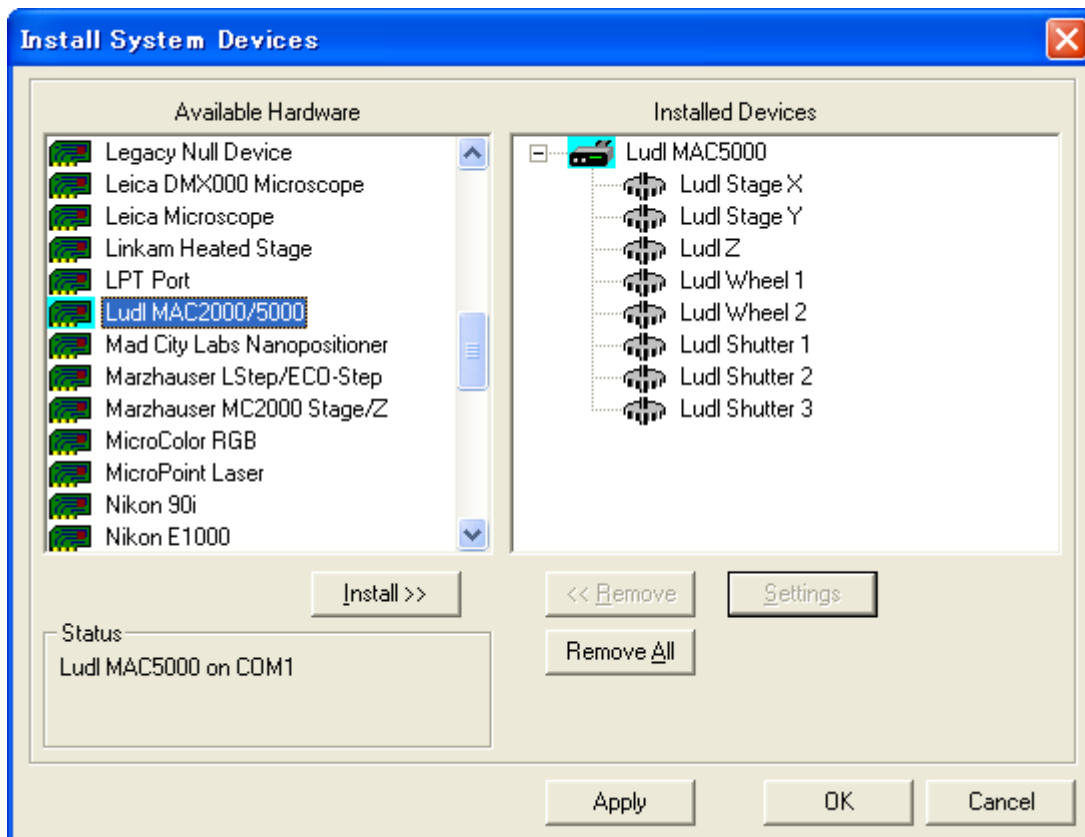 Install System Devices
Available Hardware
Legacy Null Device
Leica DMX000 Microscope
Leica Microscope
Linkam Heated Stage
LPT Port
Ludl MAC2000/5000
Mad City Labs Nanopositioner
Marzhauser LStep/ECO-Step
Marzhauser MC2000 Stage/Z
MicroColor RGB
MicroPoint Laser
Nikon 90i
Nikon E1000
Install >>
Status
Ludl MAC5000 on COM1
Installed Devices
Ludl MAC5000
Ludl Stage X
Ludl Stage Y
Ludl Z
Ludl Wheel 1
Ludl Wheel 2
Ludl Shutter 1
Ludl Shutter 2
Ludl Shutter 3
<< Remove
Settings
Remove All
Apply
OK
Cancel